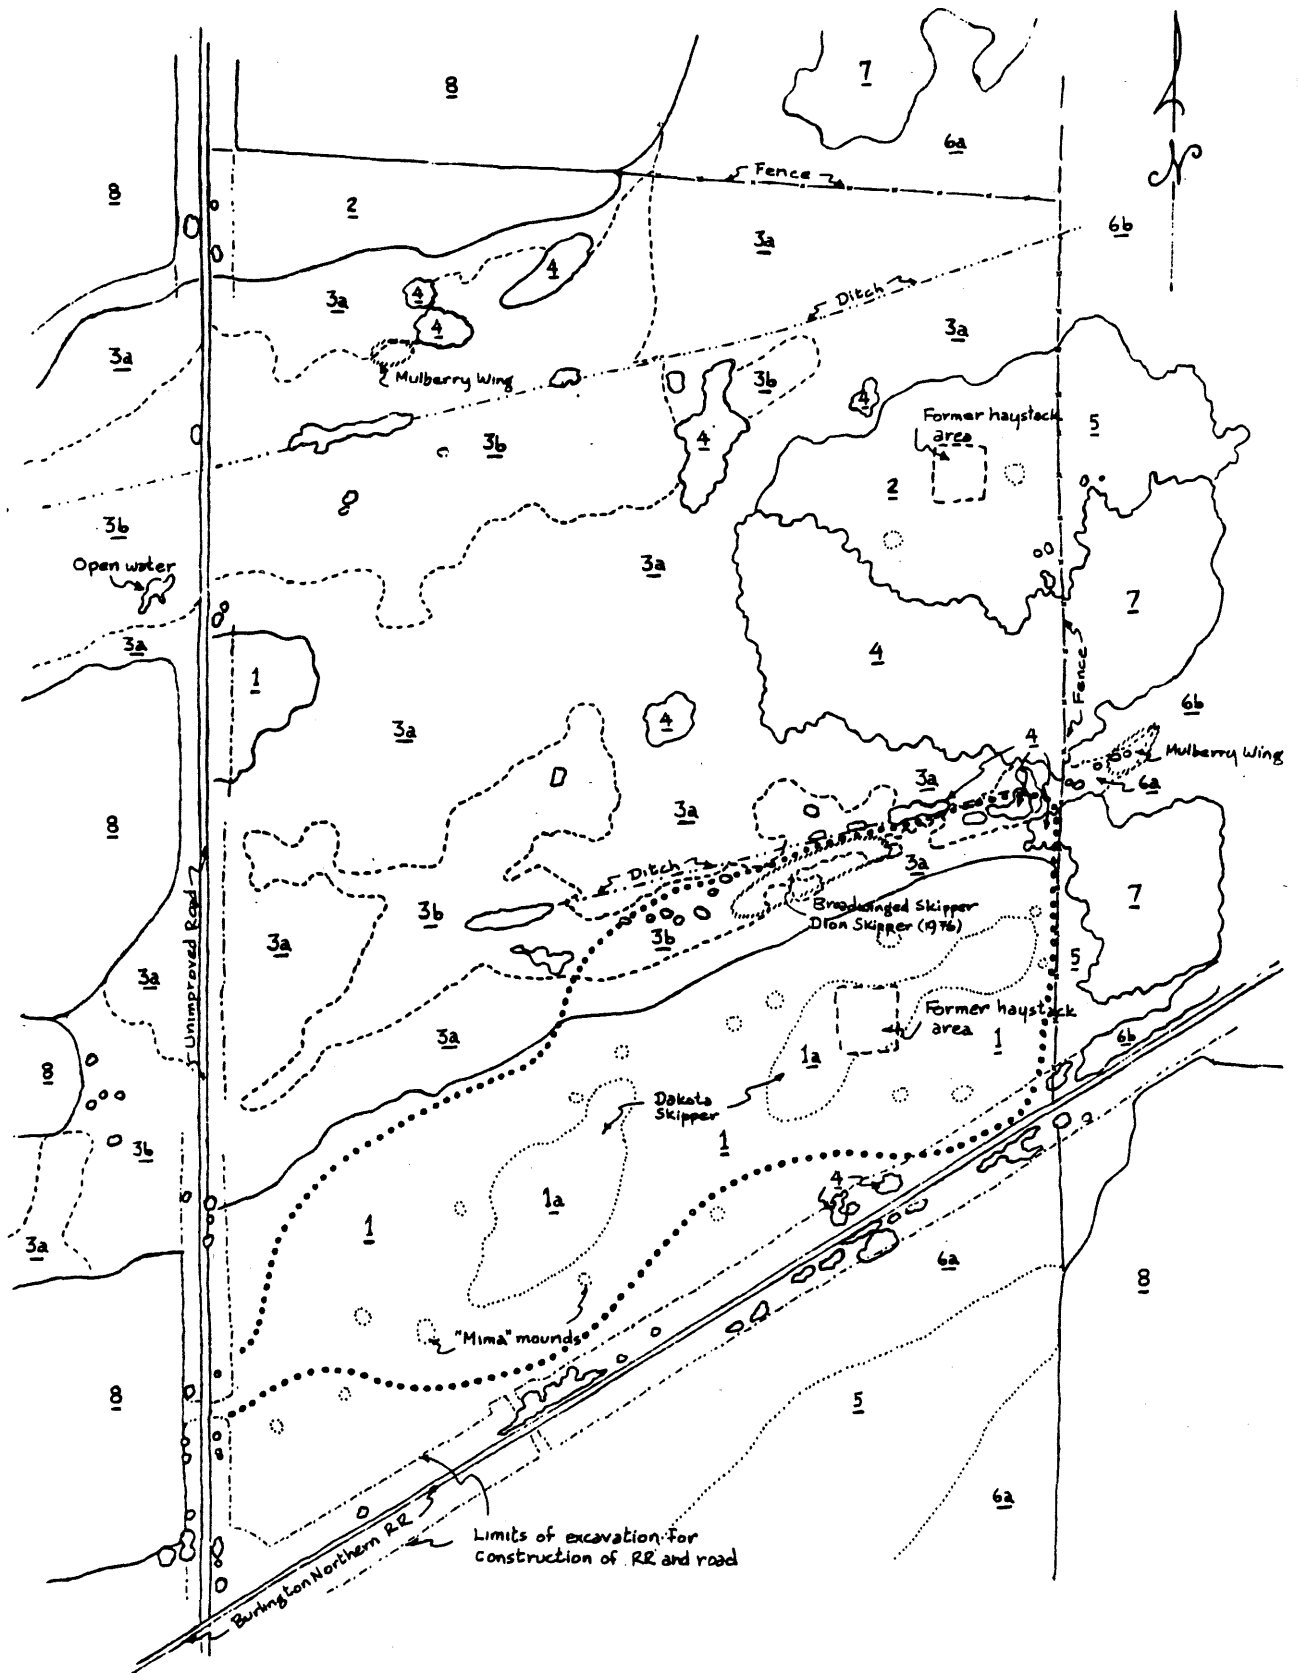 8
7
6a
N
Fence
8
2
3a
6b
4
Ditch
3a
4
4
3a
3a
Mulberry Wing
3b
4
Former haystack
area
5
4
3b
2
3b
Open water
3a
7
3a
4
1
Fence
6b
4
3a
4
Mulberry Wing
3a
6a
3a
8
Ditch
3a
7
Broadwinged Skipper
Dion Skipper (1976)
3b
3b
3a
5
3a
Unimproved Road
Former haystack
area
3a
1
6b
1a
8
Dakota
Skipper
1
3b
4
1a
1
3a
6a
8
"Mima" mounds
8
5
6a
Limits of excavation for
construction of RR and road
Burlington Northern RR